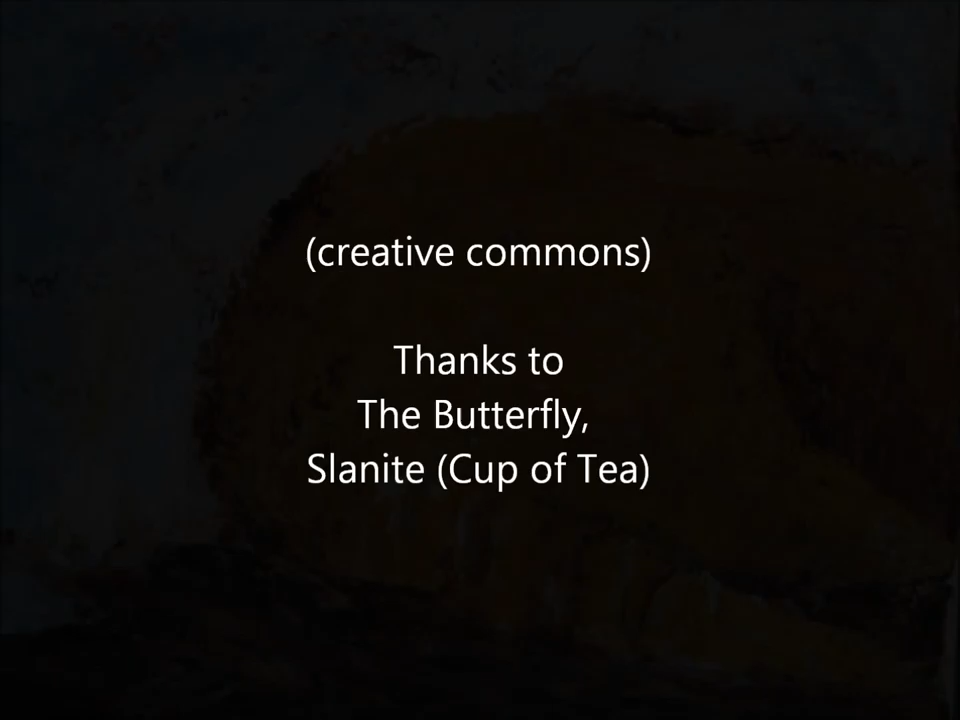 (creative commons)
Thanks to
The Butterfly,
Slanite (Cup of Tea)